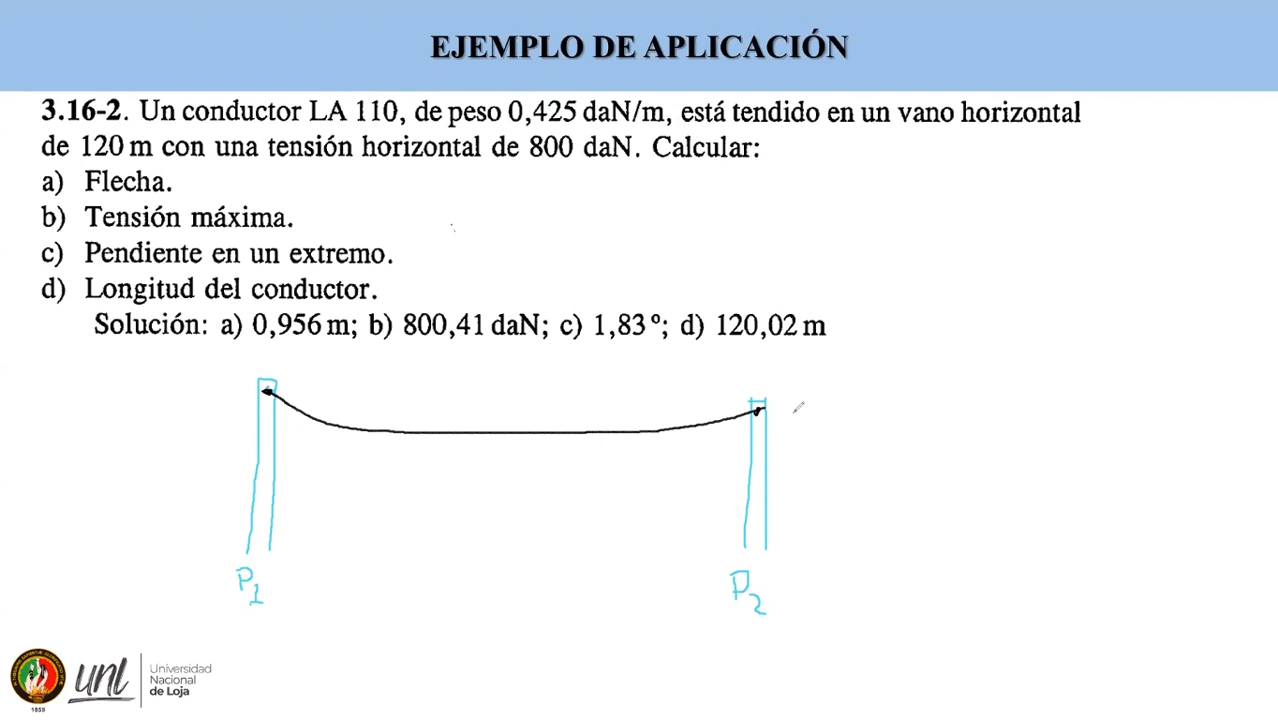 EJEMPLO DE APLICACIÓN
3.16-2. Un conductor LA 110, de peso 0,425 daN/m, está tendido en un vano horizontal
de 120 m con una tensión horizontal de 800 daN. Calcular:
a) Flecha.
b) Tensión máxima.
c) Pendiente en un extremo.
d) Longitud del conductor.
Solución: a) 0,956 m; b) 800,41 daN; c) 1,83 º; d) 120,02 m
P1
P2
1859
unl
Universidad
Nacional
de Loja